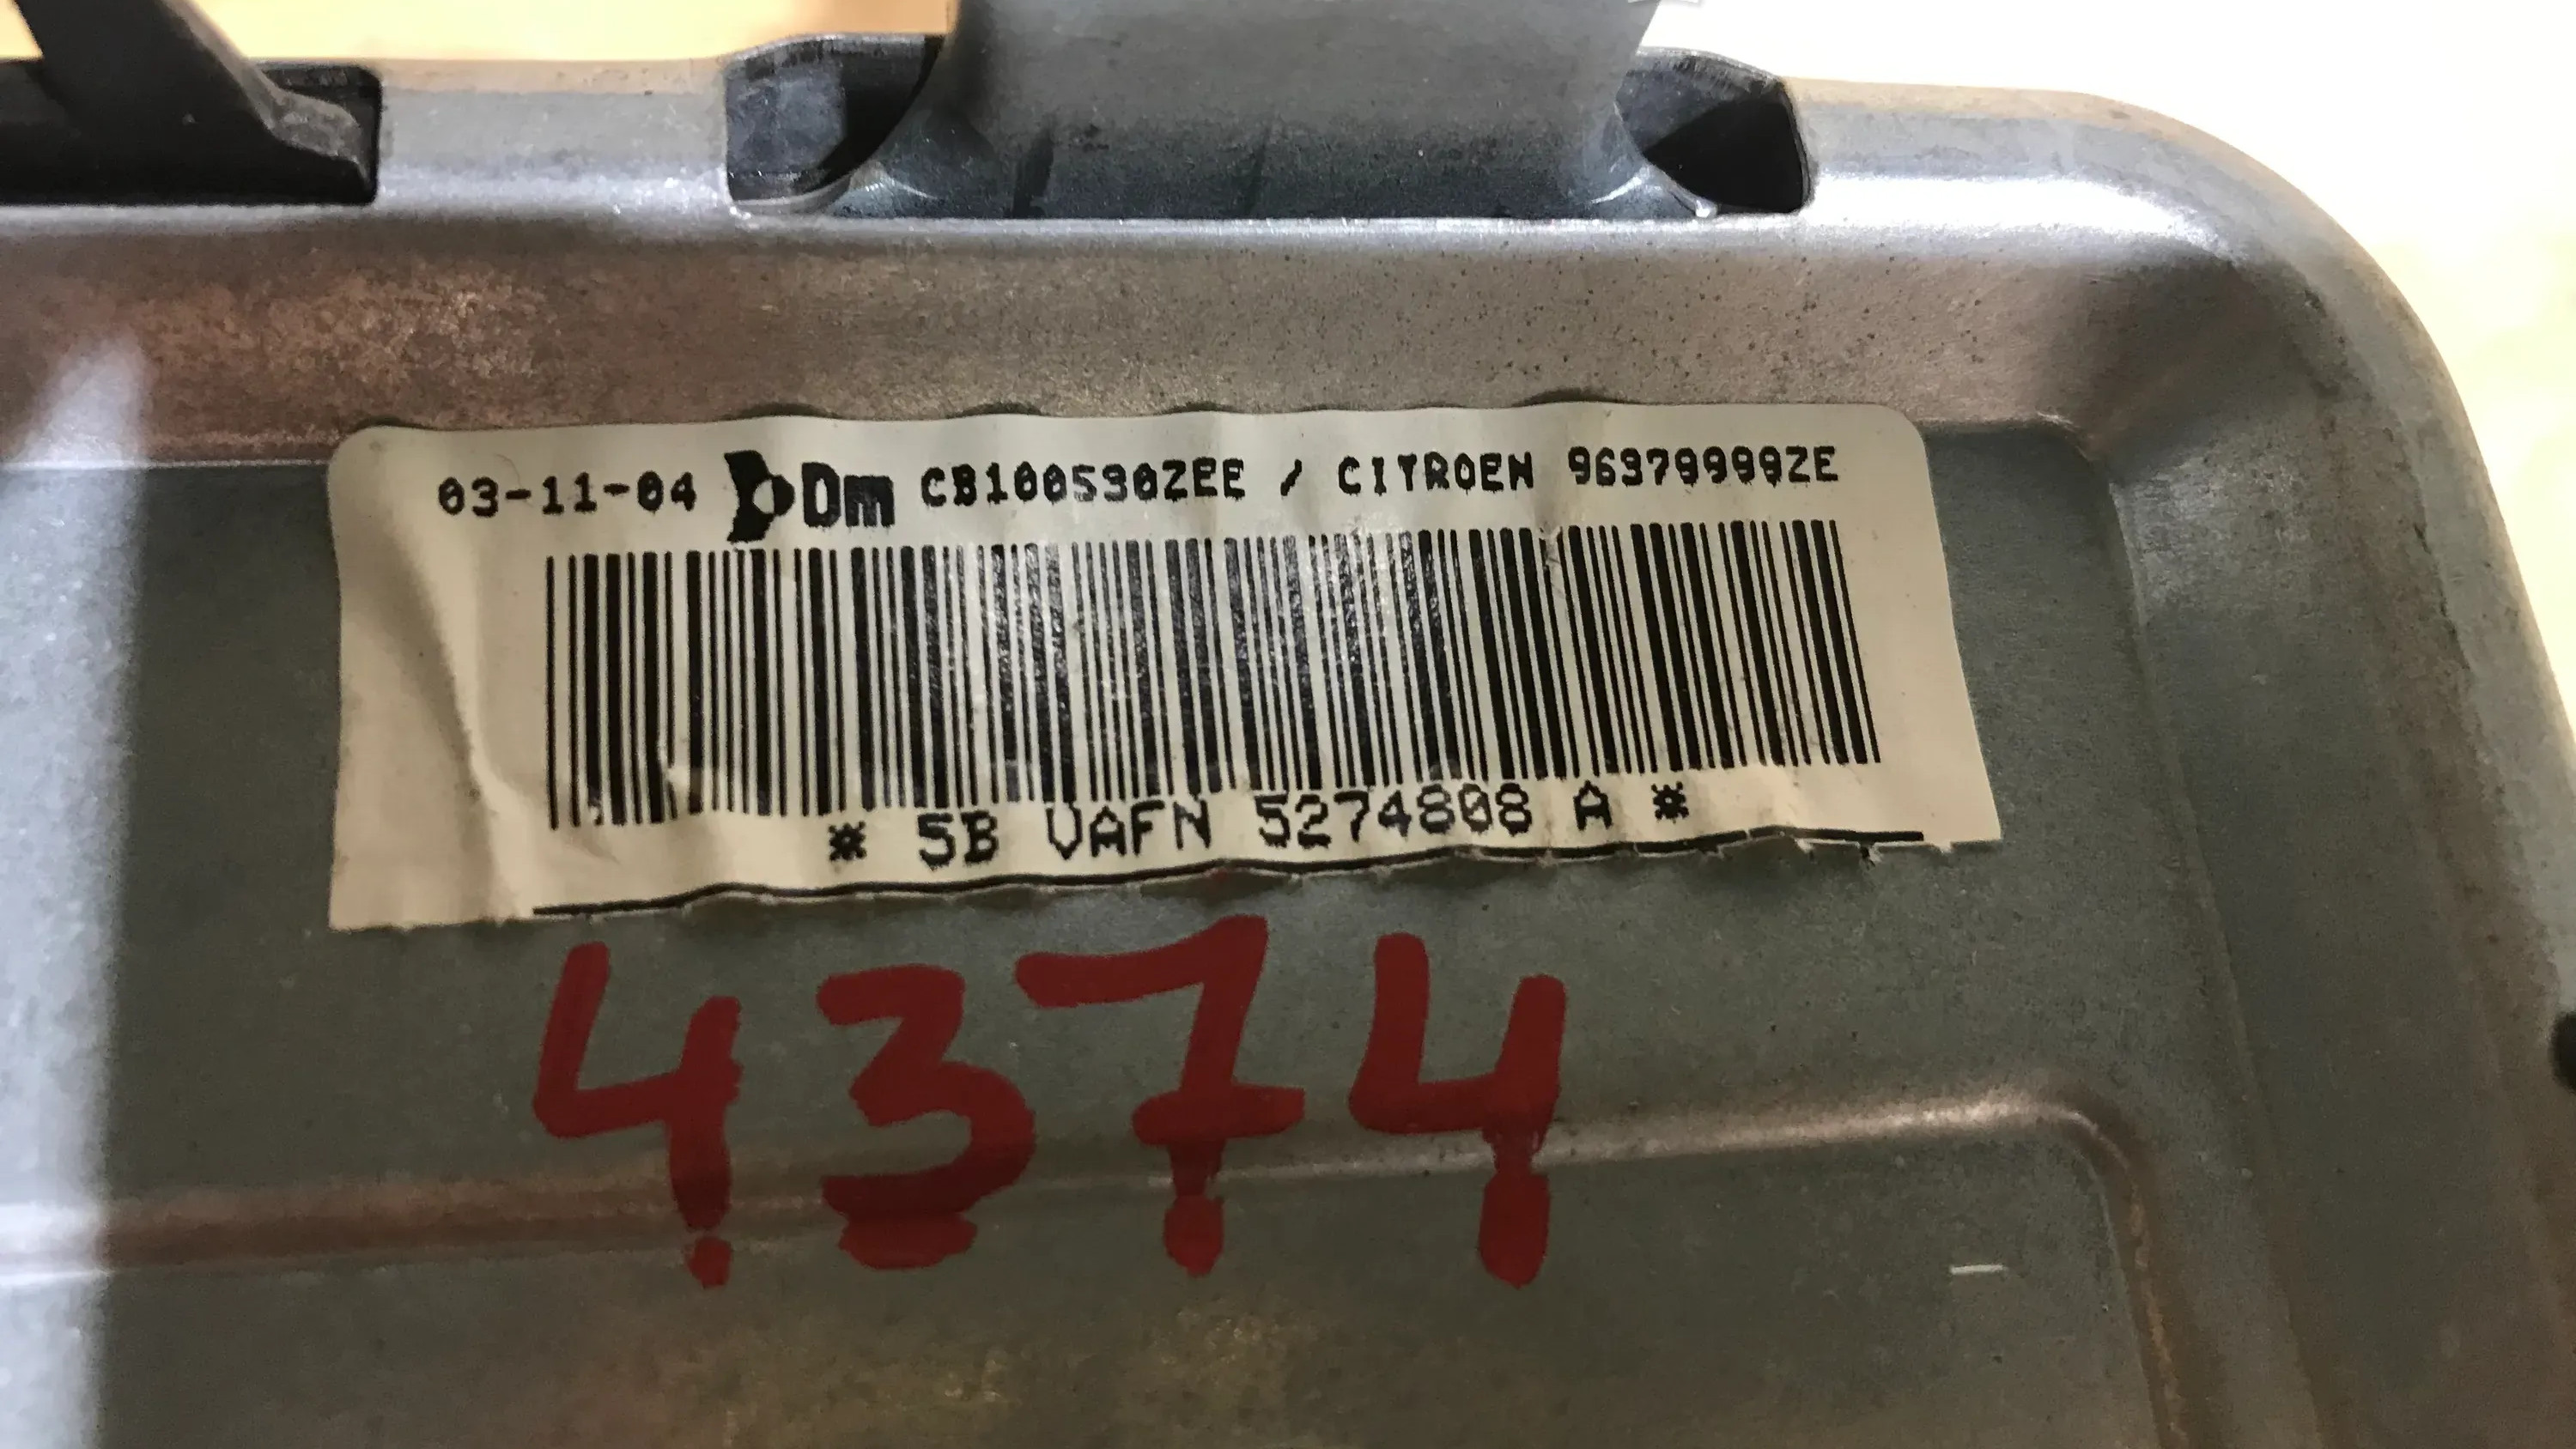 03-11-04 Dm CB100590ZEE / CITROEN 96379999ZE
* 5B VAFN 5274808 A *
4374